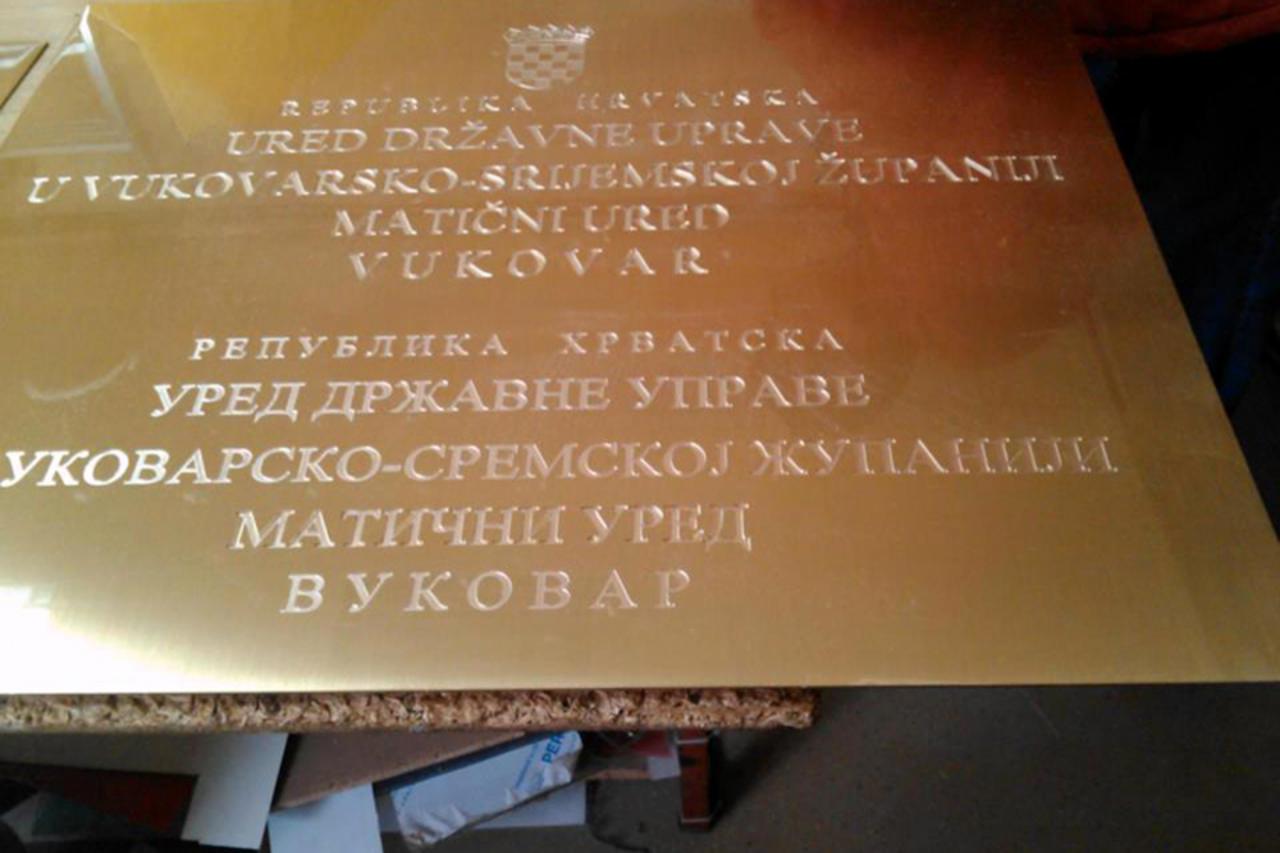 REPUBLIKA HRVATSKA
URED DRŽAVNE UPRAVE
U VUKOVARSKO-SRIJEMSKOJ ŽUPANIJI
MATIČNI URED
VUKOVAR
РЕПУБЛИКА ХРВАТСКА
УРЕД ДРЖАВНЕ УПРАВЕ
УКОВАРСКО-СРЕМСКОЈ ЖУПАНИЈИ
МАТИЧНИ УРЕД
ВУКОВАР